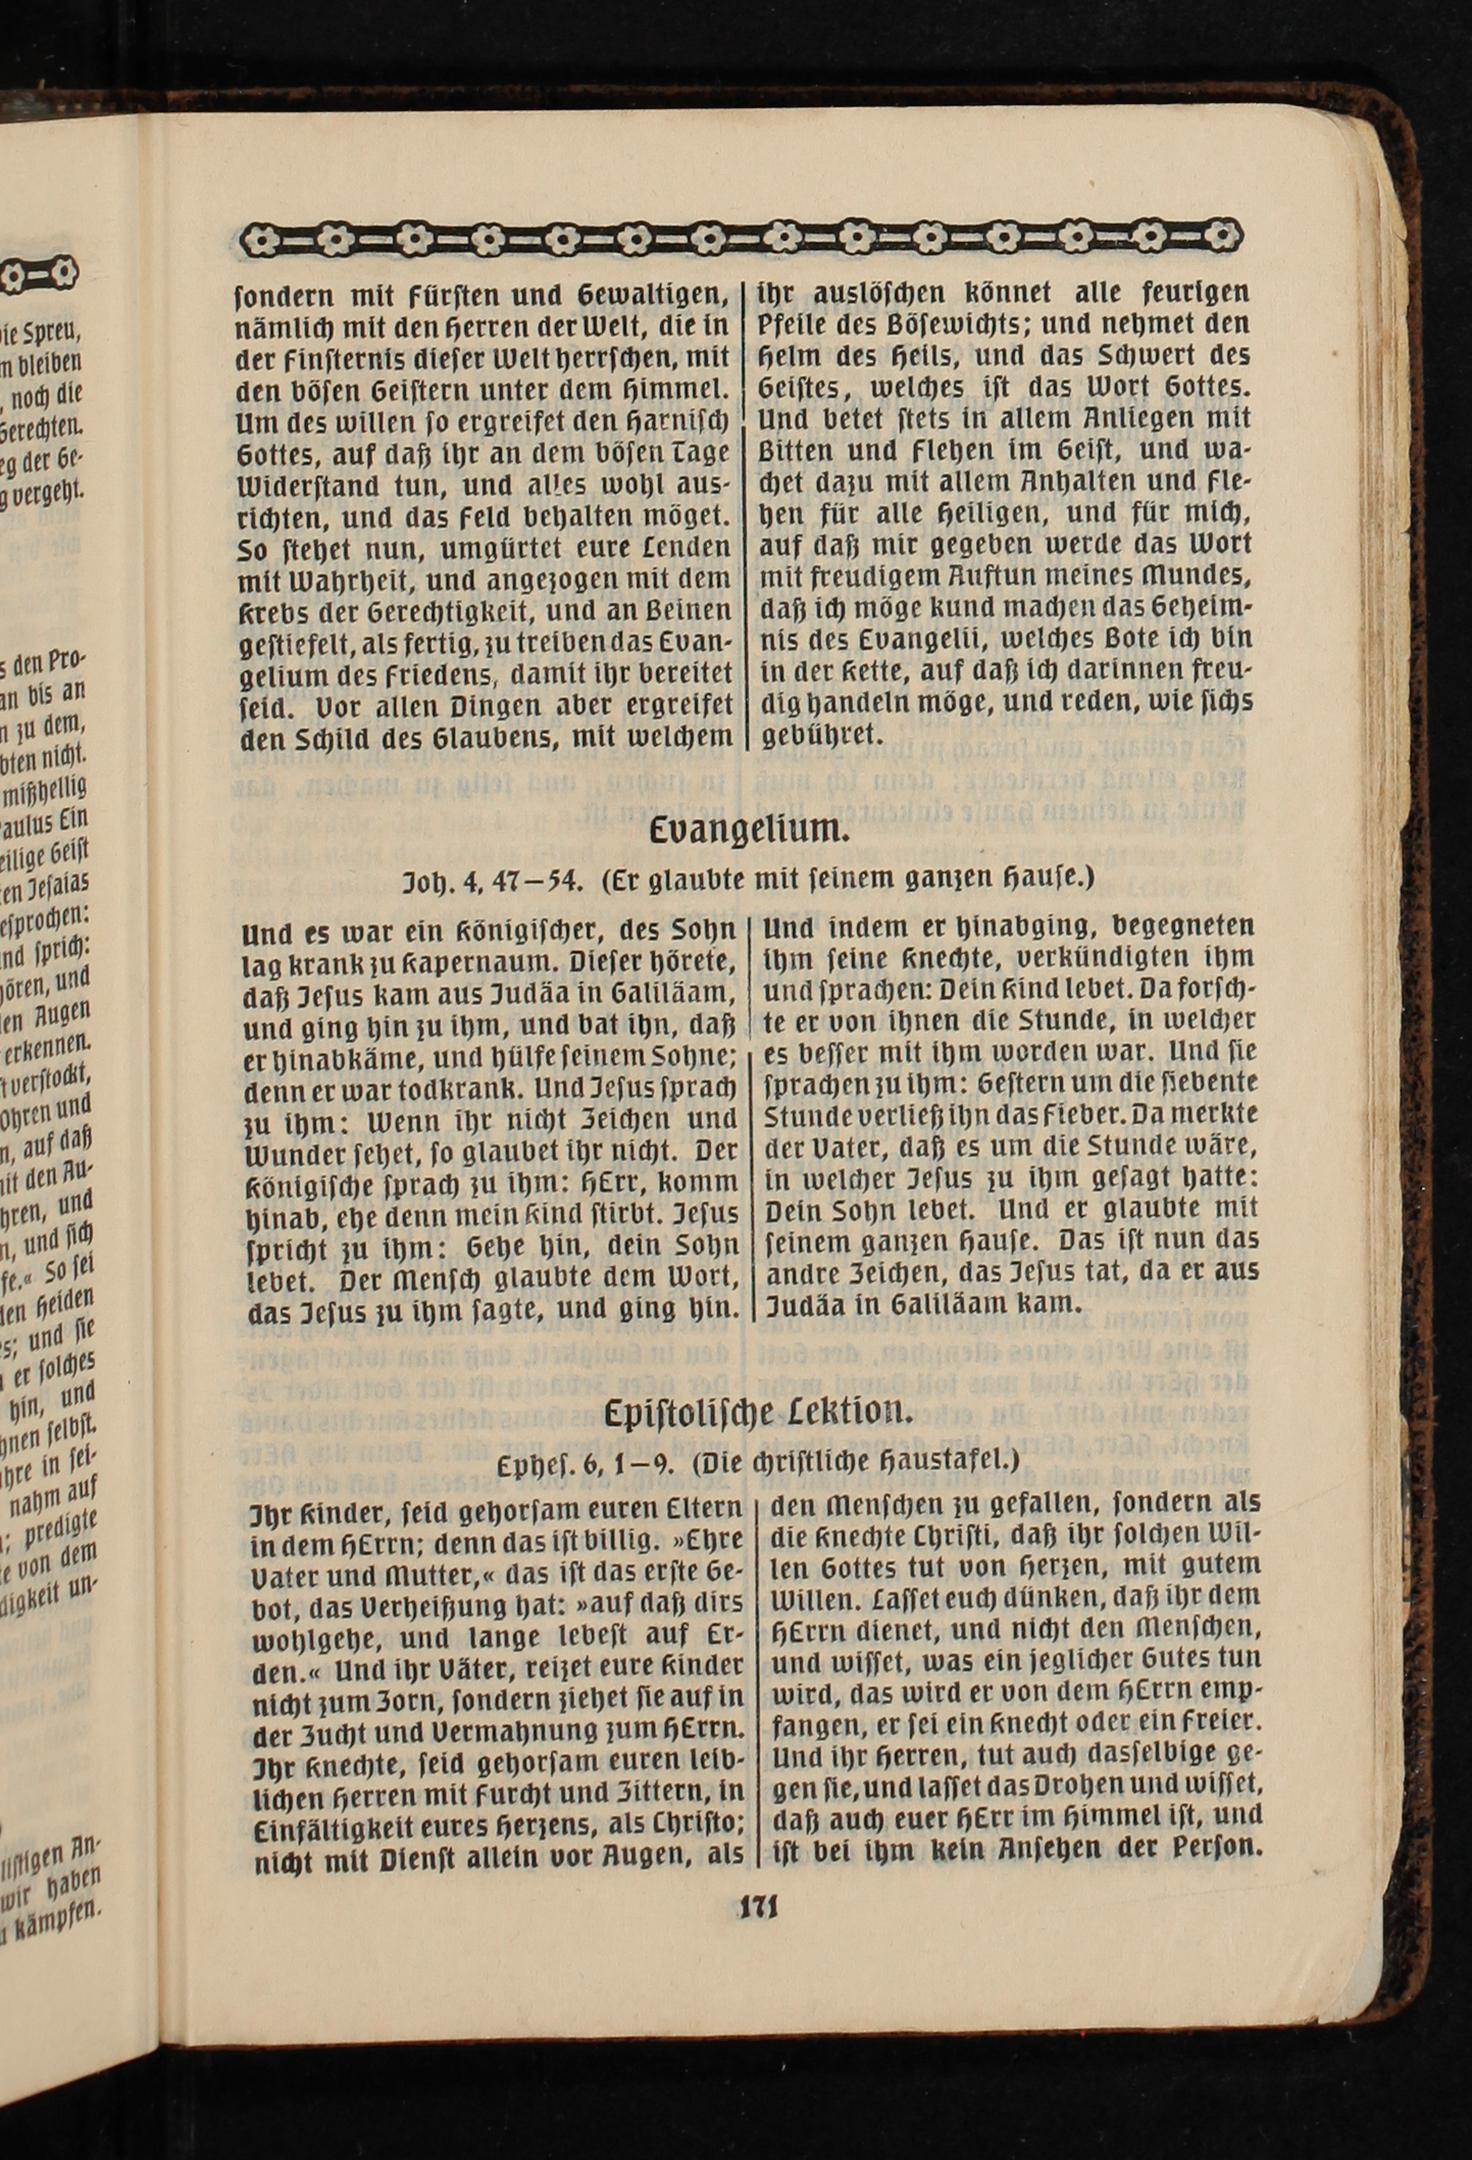 sondern mit Fürsten und Gewaltigen,
nämlich mit den Herren der Welt, die in
der Finsternis dieser Welt herrschen, mit
den bösen Geistern unter dem Himmel.
Um des willen so ergreifet den Harnisch
Gottes, auf daß ihr an dem bösen Tage
Widerstand tun, und alles wohl aus-
richten, und das Feld behalten möget.
So stehet nun, umgürtet eure Lenden
mit Wahrheit, und angezogen mit dem
Krebs der Gerechtigkeit, und an Beinen
gestiefelt, als fertig, zu treiben das Evan-
gelium des Friedens, damit ihr bereitet
seid. Vor allen Dingen aber ergreifet
den Schild des Glaubens, mit welchem
ihr auslöschen könnet alle feurigen
Pfeile des Bösewichts; und nehmet den
Helm des Heils, und das Schwert des
Geistes, welches ist das Wort Gottes.
Und betet stets in allem Anliegen mit
Bitten und Flehen im Geist, und wa-
chet dazu mit allem Anhalten und Fle-
hen für alle Heiligen, und für mich,
auf daß mir gegeben werde das Wort
mit freudigem Auftun meines Mundes,
daß ich möge kund machen das Geheim-
nis des Evangelii, welches Bote ich bin
in der Kette, auf daß ich darinnen freu-
dig handeln möge, und reden, wie sichs
gebühret.
Evangelium.
Joh. 4, 47–54. (Er glaubte mit seinem ganzen Hause.)
Und es war ein Königischer, des Sohn
lag krank zu Kapernaum. Dieser hörete,
daß Jesus kam aus Judäa in Galiläam,
und ging hin zu ihm, und bat ihn, daß
er hinabkäme, und hülfe seinem Sohne;
denn er war todkrank. Und Jesus sprach
zu ihm: Wenn ihr nicht Zeichen und
Wunder sehet, so glaubet ihr nicht. Der
Königische sprach zu ihm: HErr, komm
hinab, ehe denn mein Kind stirbt. Jesus
spricht zu ihm: Gehe hin, dein Sohn
lebet. Der Mensch glaubte dem Wort,
das Jesus zu ihm sagte, und ging hin.
Und indem er hinabging, begegneten
ihm seine Knechte, verkündigten ihm
und sprachen: Dein Kind lebet. Da forsch-
te er von ihnen die Stunde, in welcher
es besser mit ihm worden war. Und sie
sprachen zu ihm: Gestern um die siebente
Stunde verließ ihn das Fieber. Da merkte
der Vater, daß es um die Stunde wäre,
in welcher Jesus zu ihm gesagt hatte:
Dein Sohn lebet. Und er glaubte mit
seinem ganzen Hause. Das ist nun das
andre Zeichen, das Jesus tat, da er aus
Judäa in Galiläam kam.
Epistolische Lektion.
Ephes. 6, 1–9. (Die christliche Haustafel.)
Ihr Kinder, seid gehorsam euren Eltern
in dem HErrn; denn das ist billig. »Ehre
Vater und Mutter,« das ist das erste Ge-
bot, das Verheißung hat: »auf daß dirs
wohlgehe, und lange lebest auf Er-
den.« Und ihr Väter, reizet eure Kinder
nicht zum Zorn, sondern ziehet sie auf in
der Zucht und Vermahnung zum HErrn.
Ihr Knechte, seid gehorsam euren leib-
lichen Herren mit Furcht und Zittern, in
Einfältigkeit eures Herzens, als Christo;
nicht mit Dienst allein vor Augen, als
den Menschen zu gefallen, sondern als
die Knechte Christi, daß ihr solchen Wil-
len Gottes tut von Herzen, mit gutem
Willen. Lasset euch dünken, daß ihr dem
HErrn dienet, und nicht den Menschen,
und wisset, was ein jeglicher Gutes tun
wird, das wird er von dem HErrn emp-
fangen, er sei ein Knecht oder ein Freier.
Und ihr Herren, tut auch dasselbige ge-
gen sie, und lasset das Drohen und wisset,
daß auch euer HErr im Himmel ist, und
ist bei ihm kein Ansehen der Person.
171